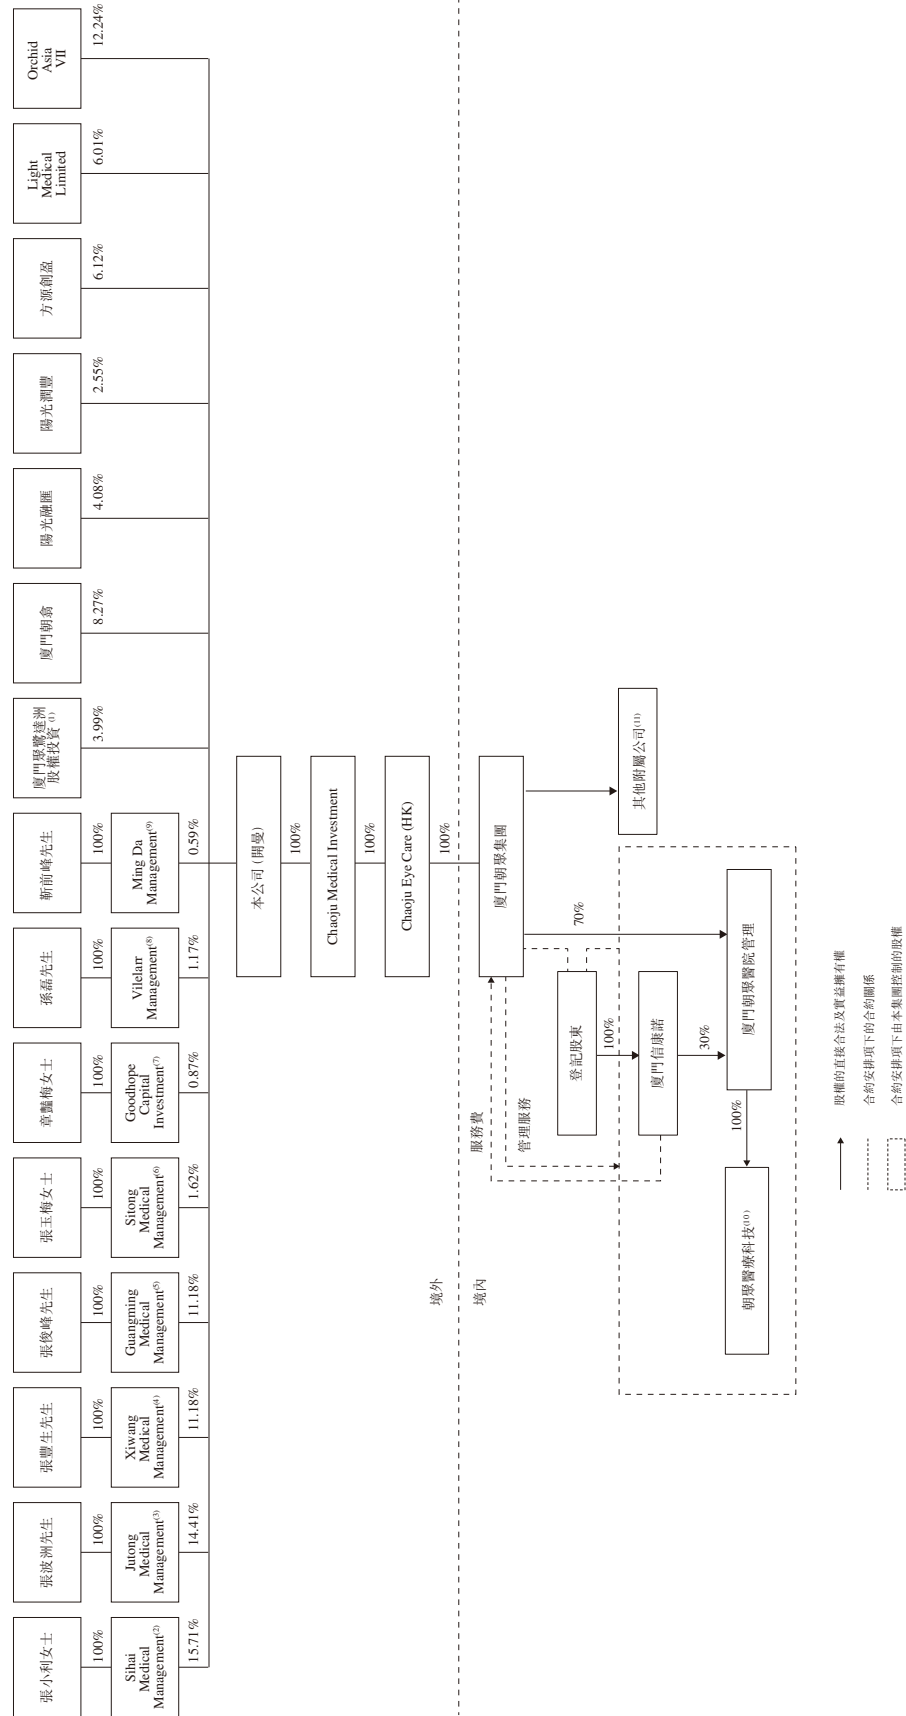 張小利女士
張波洲先生
張豐生先生
張俊峰先生
張玉梅女士
章豔梅女士
孫磊先生
靳前峰先生
廈門聚鷺達洲
股權投資(1)
廈門朝翕
陽光融匯
陽光潤豐
方源創盈
Light
Medical
Limited
Orchid
Asia
VII
100%
100%
100%
100%
100%
100%
100%
100%
3.99%
8.27%
4.08%
2.55%
6.12%
6.01%
12.24%
Sihai
Medical
Management(2)
Jutong
Medical
Management(3)
Xiwang
Medical
Management(4)
Guangming
Medical
Management(5)
Sitong
Medical
Management(6)
Goodhope
Capital
Investment(7)
Vilelarr
Management(8)
Ming Da
Management(9)
15.71%
14.41%
11.18%
11.18%
1.62%
0.87%
1.17%
0.59%
本公司 (開曼)
100%
Chaoju Medical Investment
100%
Chaoju Eye Care (HK)
100%
境外
境內
廈門朝聚集團
服務費
管理服務
登記股東
100%
70%
其他附屬公司(11)
廈門信康諾
30%
廈門朝聚醫院管理
100%
朝聚醫療科技(10)
股權的直接合法及實益擁有權
合約安排項下的合約關係
合約安排項下由本集團控制的股權